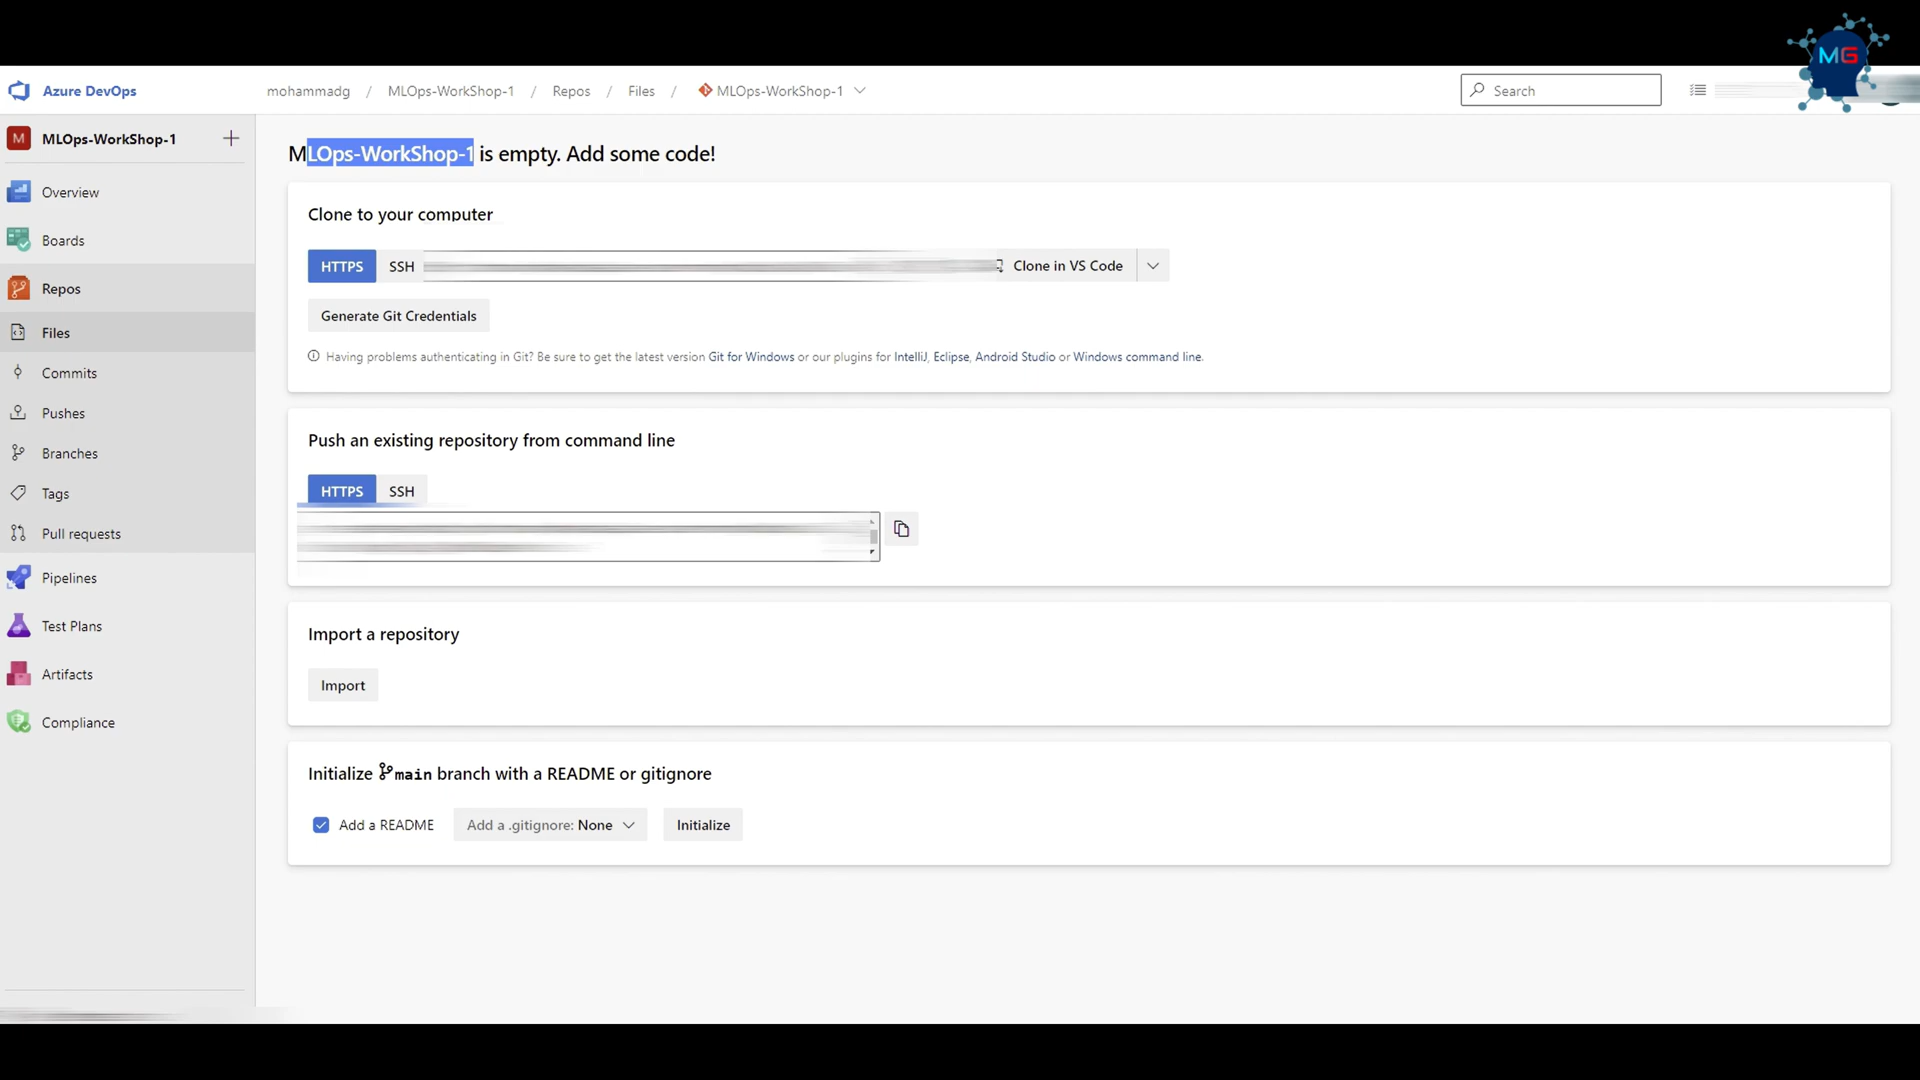 MG
Azure DevOps
mohammadg / MLOps-WorkShop-1 / Repos / Files / MLOps-WorkShop-1
Search
M MLOps-WorkShop-1
Overview
Boards
Repos
Files
Commits
Pushes
Branches
Tags
Pull requests
Pipelines
Test Plans
Artifacts
Compliance
MLOps-WorkShop-1 is empty. Add some code!
Clone to your computer
HTTPS SSH Clone in VS Code
Generate Git Credentials
Having problems authenticating in Git? Be sure to get the latest version Git for Windows or our plugins for IntelliJ, Eclipse, Android Studio or Windows command line.
Push an existing repository from command line
HTTPS SSH
Import a repository
Import
Initialize main branch with a README or gitignore
Add a README Add a .gitignore: None Initialize